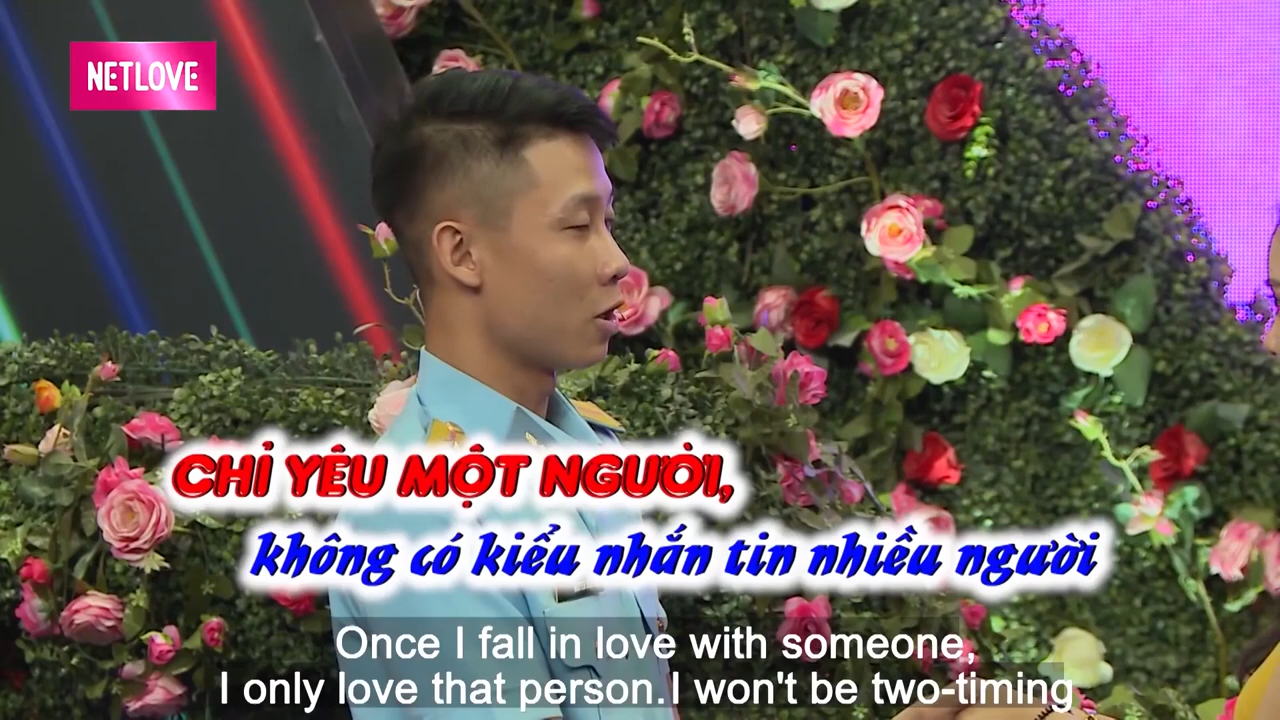 NETLOVE
CHỈ YÊU MỘT NGƯỜI,
không có kiểu nhắn tin nhiều người
Once I fall in love with someone,
I only love that person.I won't be two-timing